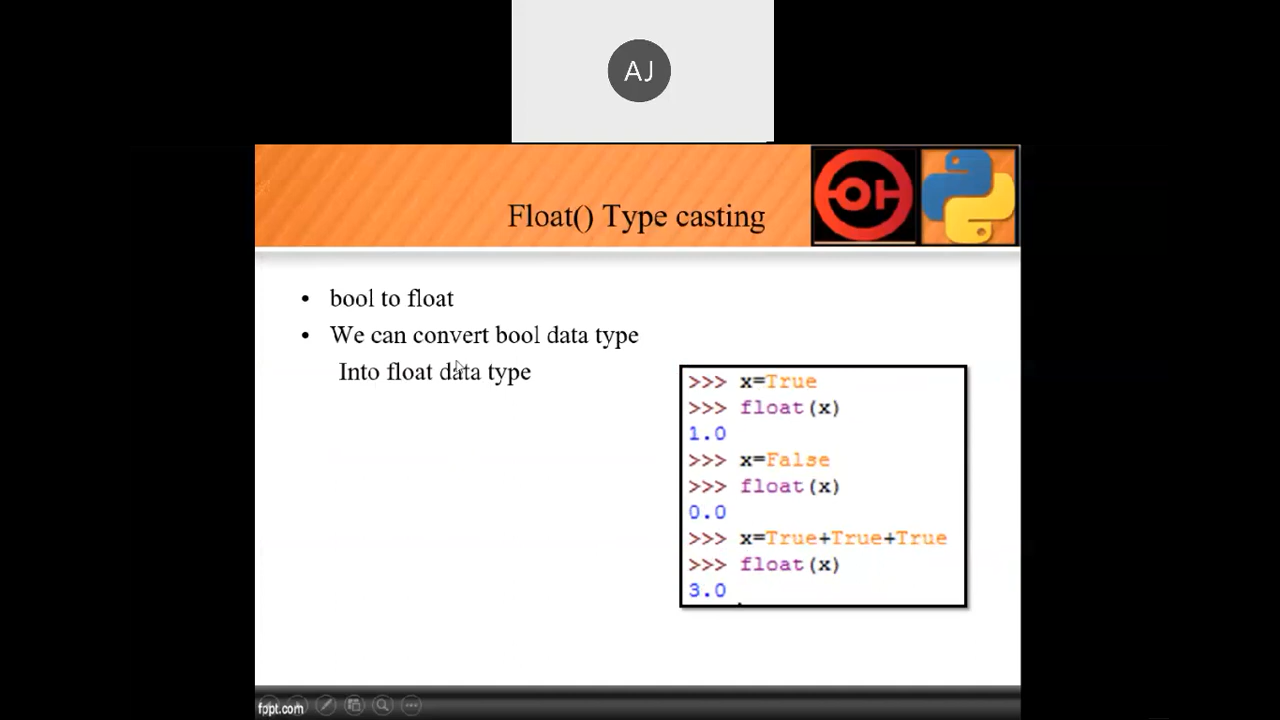 AJ
Float() Type casting
• bool to float
• We can convert bool data type
Into float data type
>>> x=True
>>> float(x)
1.0
>>> x=False
>>> float(x)
0.0
>>> x=True+True+True
>>> float(x)
3.0
fppt.com